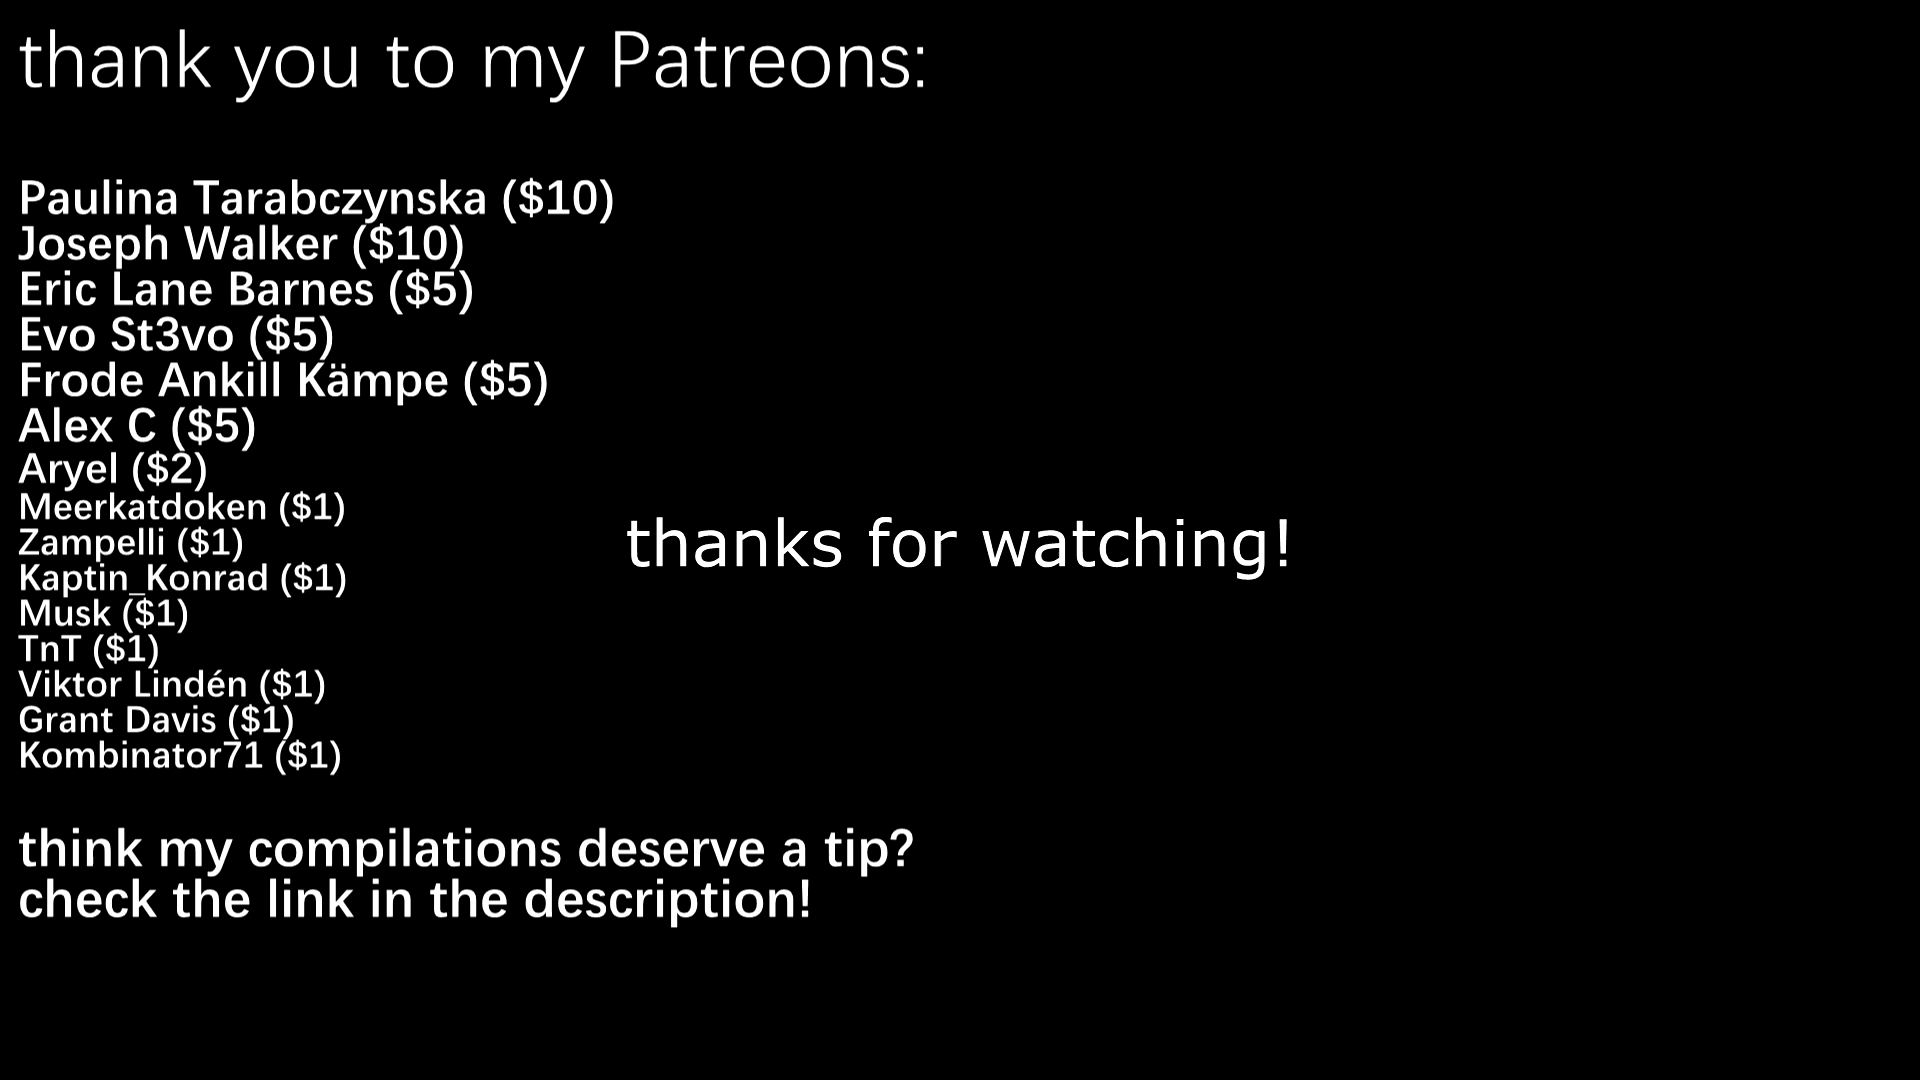 thank you to my Patreons:
Paulina Tarabczynska ($10)
Joseph Walker ($10)
Eric Lane Barnes ($5)
Evo St3vo ($5)
Frode Ankill Kämpe ($5)
Alex C ($5)
Aryel ($2)
Meerkatdoken ($1)
Zampelli ($1)
Kaptin_Konrad ($1)
Musk ($1)
TnT ($1)
Viktor Lindén ($1)
Grant Davis ($1)
Kombinator71 ($1)
thanks for watching!
think my compilations deserve a tip?
check the link in the description!